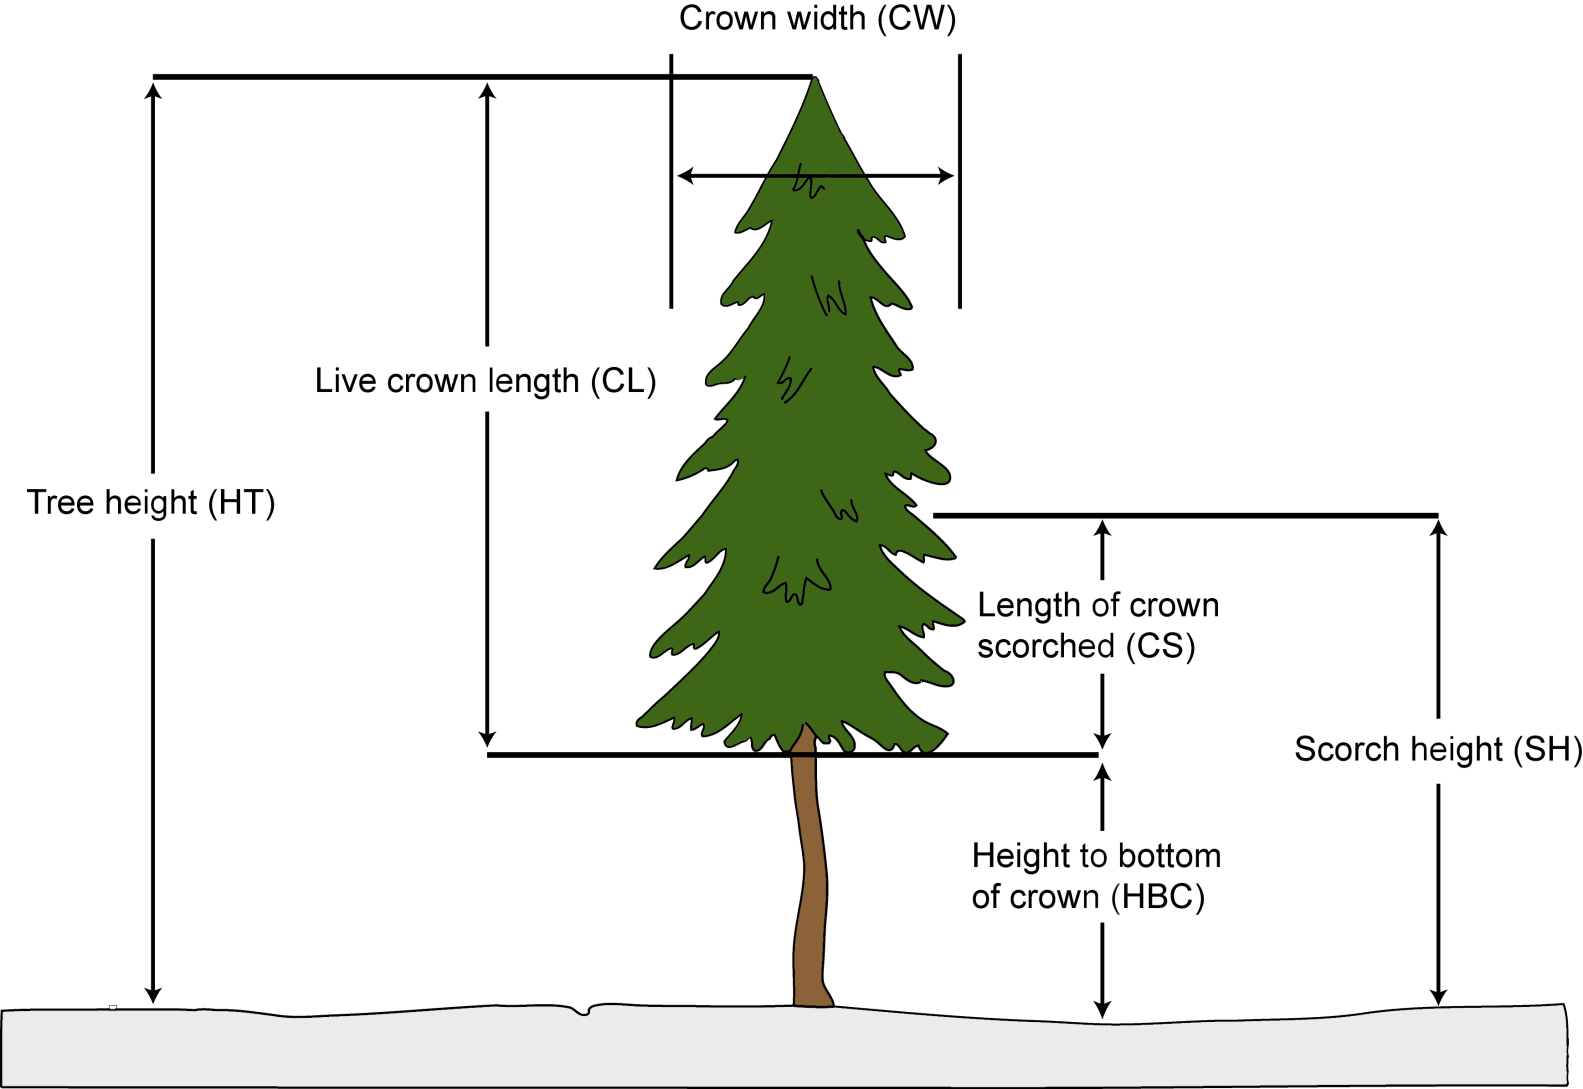 Crown width (CW)
Live crown length (CL)
Tree height (HT)
Length of crown
scorched (CS)
Scorch height (SH)
Height to bottom
of crown (HBC)